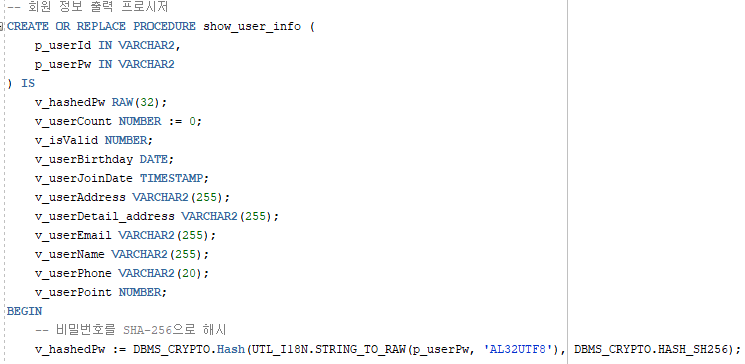 -- 회원 정보 출력 프로시저
CREATE OR REPLACE PROCEDURE show_user_info (
    p_userId IN VARCHAR2,
    p_userPw IN VARCHAR2
) IS
    v_hashedPw RAW(32);
    v_userCount NUMBER := 0;
    v_isValid NUMBER;
    v_userBirthday DATE;
    v_userJoinDate TIMESTAMP;
    v_userAddress VARCHAR2(255);
    v_userDetail_address VARCHAR2(255);
    v_userEmail VARCHAR2(255);
    v_userName VARCHAR2(255);
    v_userPhone VARCHAR2(20);
    v_userPoint NUMBER;
BEGIN
    -- 비밀번호를 SHA-256으로 해시
    v_hashedPw := DBMS_CRYPTO.Hash(UTL_I18N.STRING_TO_RAW(p_userPw, 'AL32UTF8'), DBMS_CRYPTO.HASH_SH256);